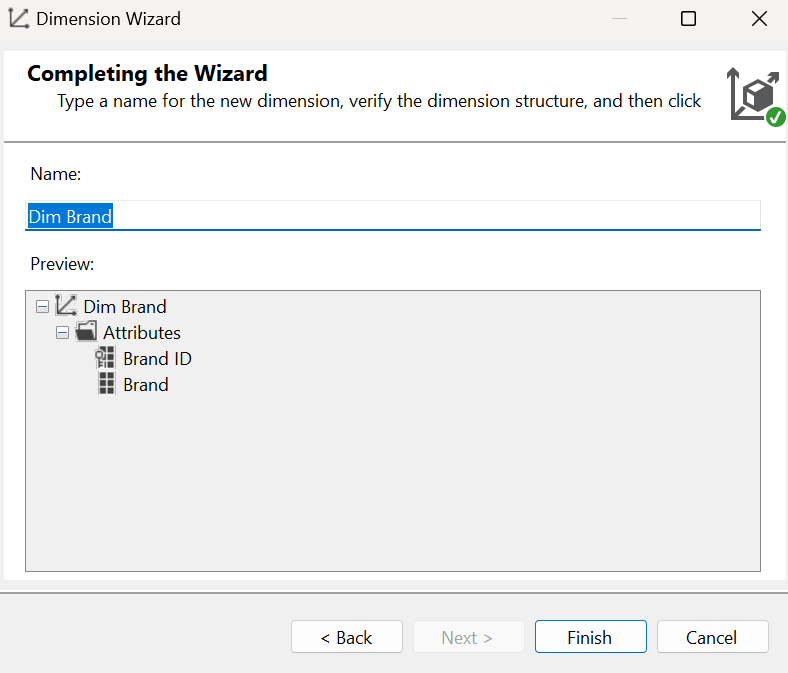 Dimension Wizard
Completing the Wizard
Type a name for the new dimension, verify the dimension structure, and then click
Name:
Dim Brand
Preview:
Dim Brand
Attributes
Brand ID
Brand
< Back
Next >
Finish
Cancel